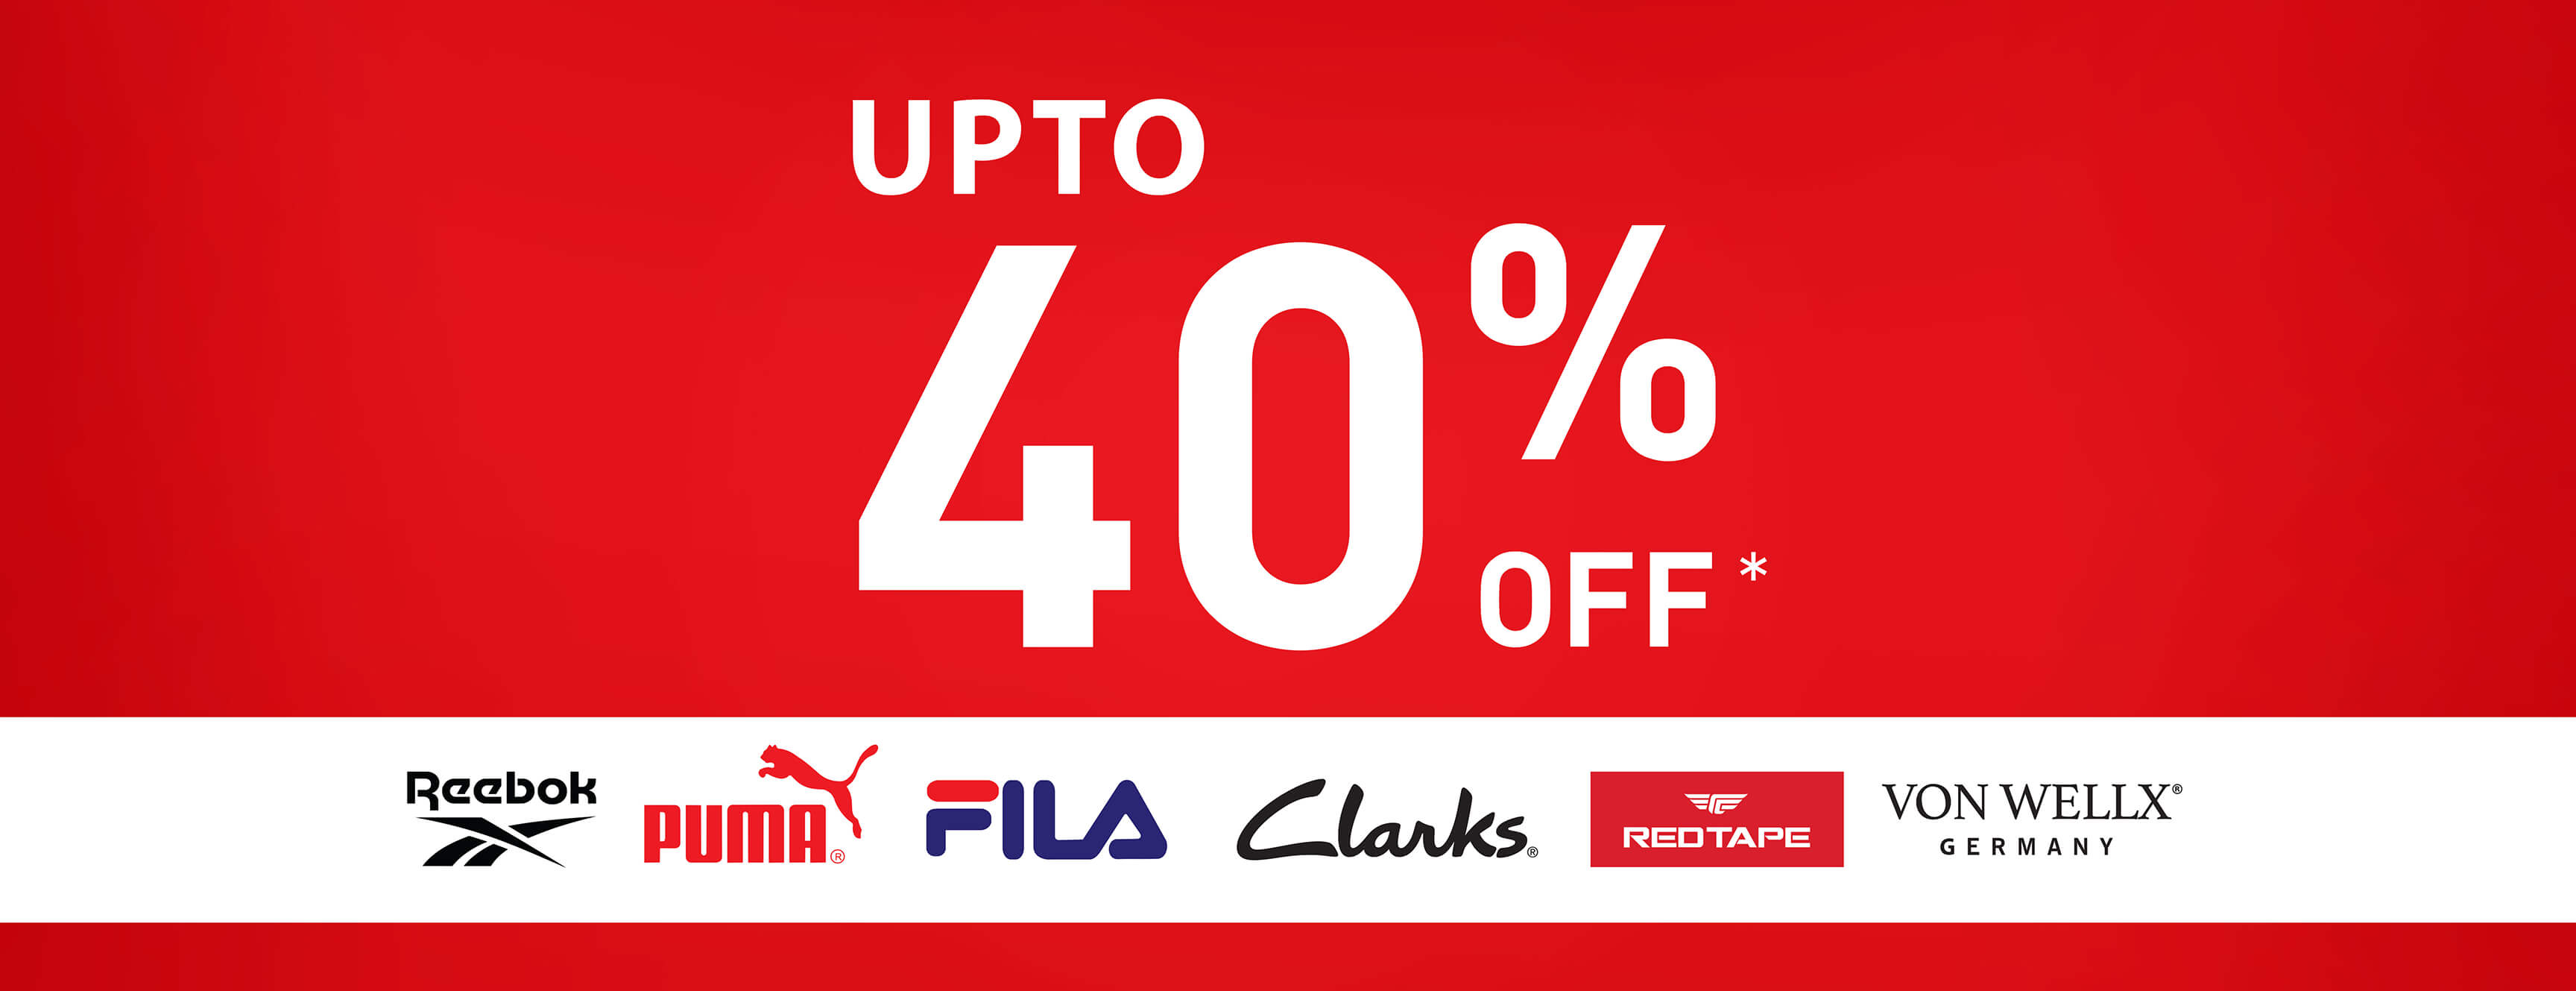 UPTO
40%
OFF*
Reebok PUMA® FILA Clarks® REDTAPE VON WELLX®
GERMANY